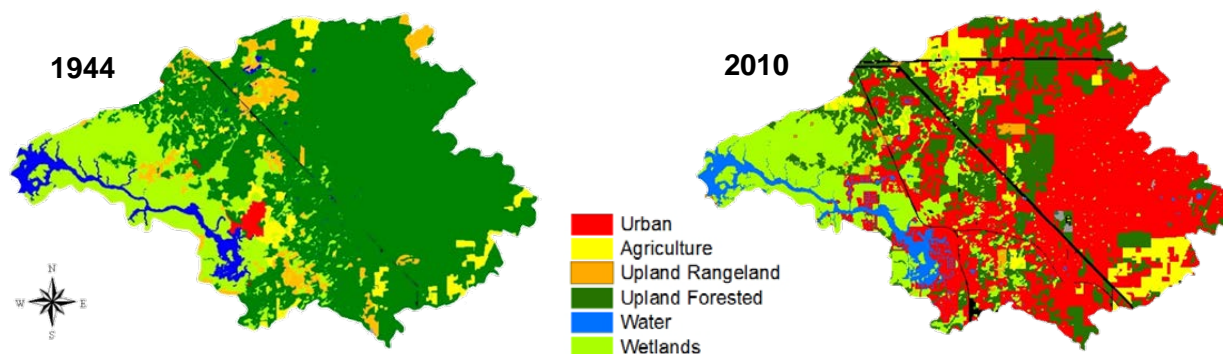 1944
2010
Urban
Agriculture
Upland Rangeland
Upland Forested
Water
Wetlands
N
W E
S